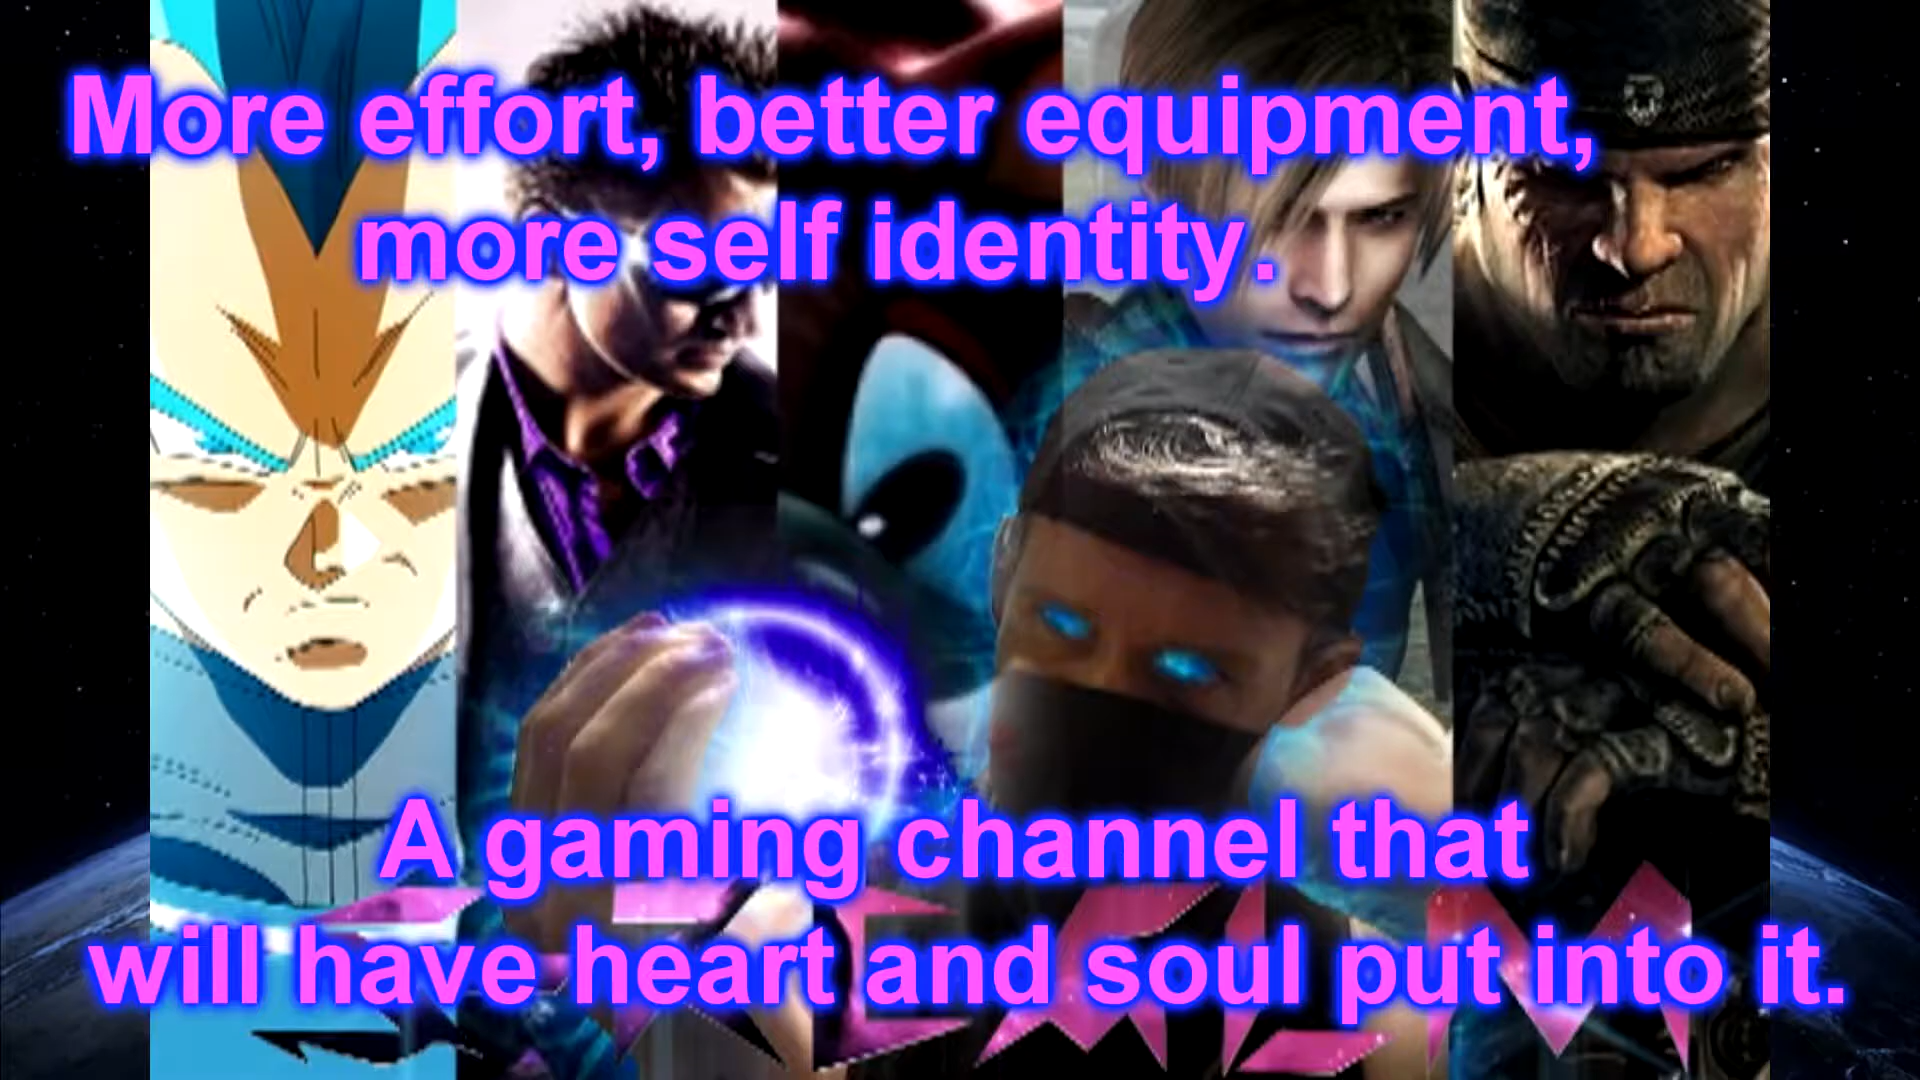 More effort, better equipment,
more self identity.
A gaming channel that
will have heart and soul put into it.